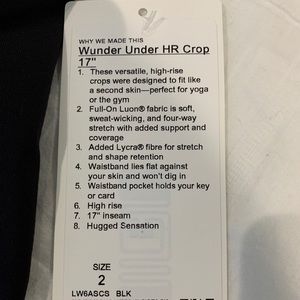 WHY WE MADE THIS
Wunder Under HR Crop
17"
1. These versatile, high-rise
crops were designed to fit like
a second skin—perfect for yoga
or the gym
2. Full-On Luon® fabric is soft,
sweat-wicking, and four-way
stretch with added support and
coverage
3. Added Lycra® fibre for stretch
and shape retention
4. Waistband lies flat against
your skin and won't dig in
5. Waistband pocket holds your key
or card
6. High rise
7. 17" inseam
8. Hugged Sensation
SIZE
2
LW6ASCS BLK